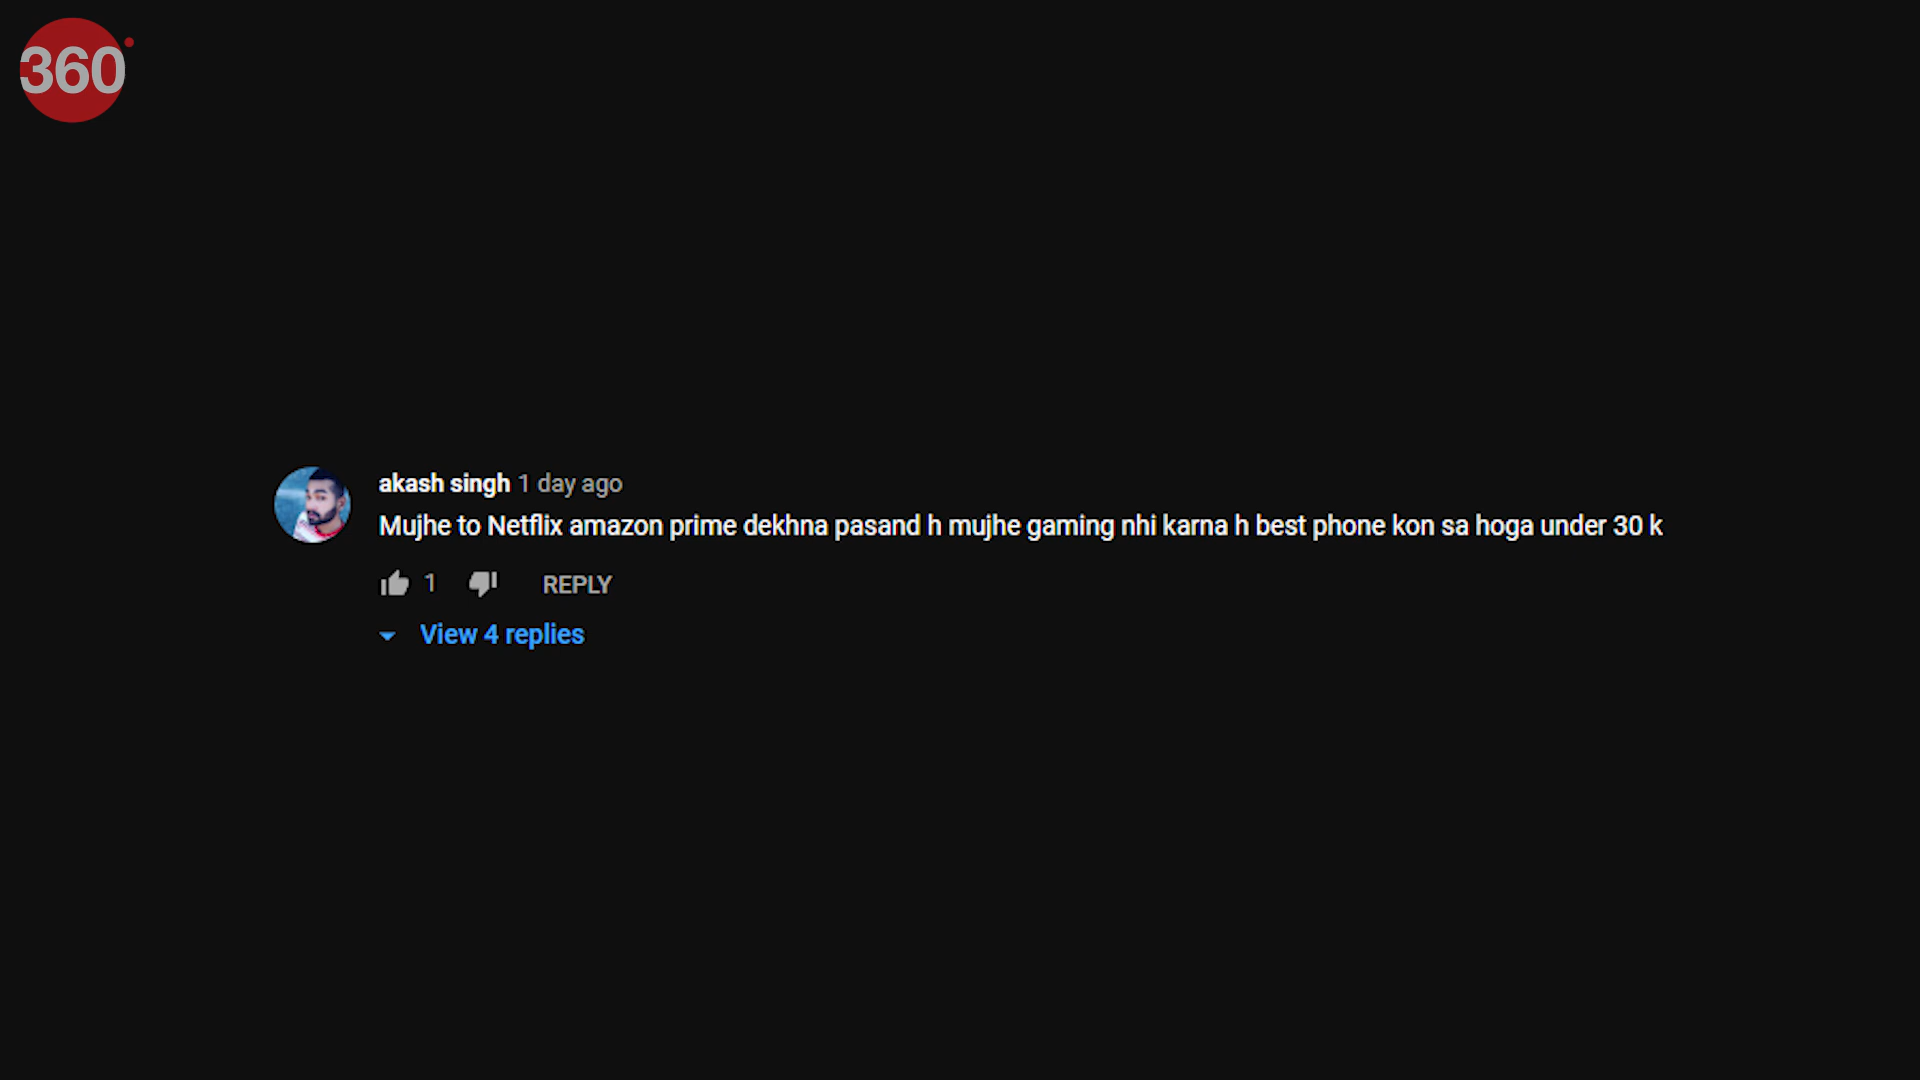 360
akash singh 1 day ago
Mujhe to Netflix amazon prime dekhna pasand h mujhe gaming nhi karna h best phone kon sa hoga under 30 k
1 REPLY
View 4 replies